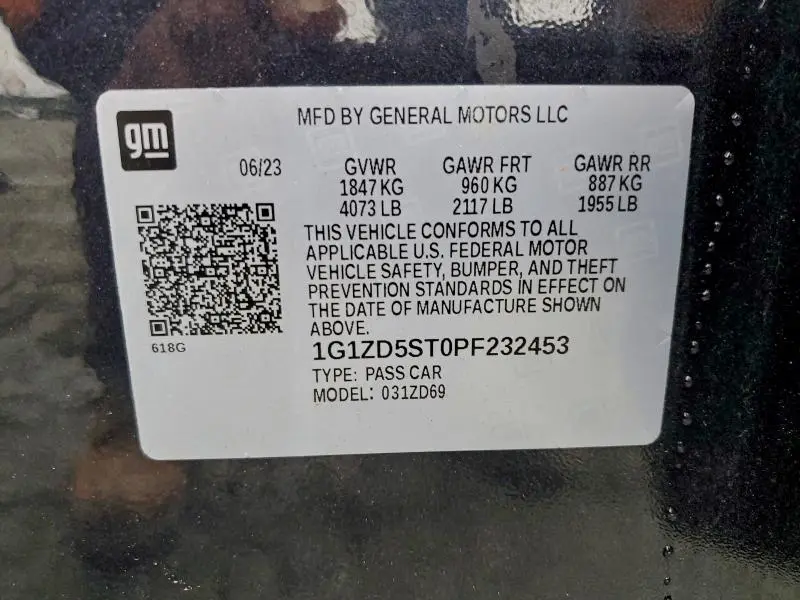 gm
MFD BY GENERAL MOTORS LLC
06/23 GVWR GAWR FRT GAWR RR
1847 KG 960 KG 887 KG
4073 LB 2117 LB 1955 LB
THIS VEHICLE CONFORMS TO ALL
APPLICABLE U.S. FEDERAL MOTOR
VEHICLE SAFETY, BUMPER, AND THEFT
PREVENTION STANDARDS IN EFFECT ON
THE DATE OF MANUFACTURE SHOWN
ABOVE.
618G
1G1ZD5ST0PF232453
TYPE: PASS CAR
MODEL: 031ZD69